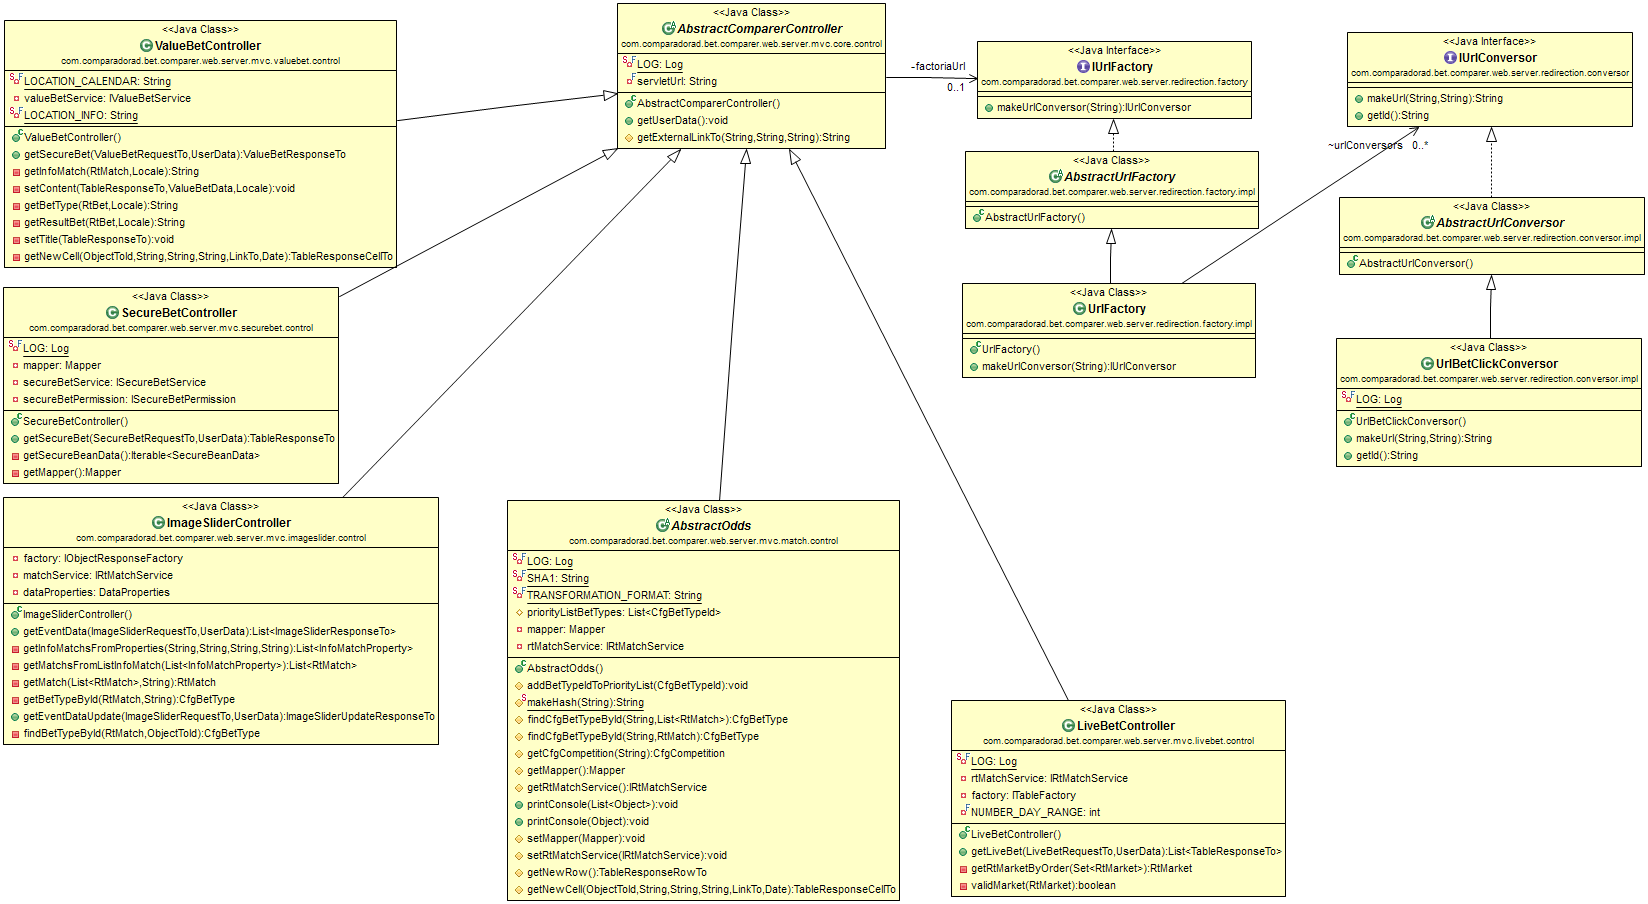 <<Java Class>>
ValueBetController
com.comparadorad.bet.comparer.web.server.mvc.valuebet.control
LOCATION_CALENDAR: String
valueBetService: IValueBetService
LOCATION_INFO: String
ValueBetController()
getSecureBet(ValueBetRequestTo,UserData):ValueBetResponseTo
getInfoMatch(RtMatch,Locale):String
setContent(TableResponseTo,ValueBetData,Locale):void
getBetType(RtBet,Locale):String
getResultBet(RtBet,Locale):String
setTitle(TableResponseTo):void
getNewCell(ObjectToId,String,String,String,LinkTo,Date):TableResponseCellTo
<<Java Class>>
AbstractComparerController
com.comparadorad.bet.comparer.web.server.mvc.core.control
LOG: Log
servletUrl: String
AbstractComparerController()
getUserData():void
getExternalLinkTo(String,String,String):String
-factoriaUrl
0..1
<<Java Interface>>
IUrlFactory
com.comparadorad.bet.comparer.web.server.redirection.factory
makeUrlConversor(String):IUrlConversor
<<Java Interface>>
IUrlConversor
com.comparadorad.bet.comparer.web.server.redirection.conversor
makeUrl(String,String):String
getId():String
~urlConversors 0..*
<<Java Class>>
AbstractUrlFactory
com.comparadorad.bet.comparer.web.server.redirection.factory.impl
AbstractUrlFactory()
<<Java Class>>
AbstractUrlConversor
com.comparadorad.bet.comparer.web.server.redirection.conversor.impl
AbstractUrlConversor()
<<Java Class>>
UrlFactory
com.comparadorad.bet.comparer.web.server.redirection.factory.impl
UrlFactory()
makeUrlConversor(String):IUrlConversor
<<Java Class>>
UrlBetClickConversor
com.comparadorad.bet.comparer.web.server.redirection.conversor.impl
LOG: Log
UrlBetClickConversor()
makeUrl(String,String):String
getId():String
<<Java Class>>
SecureBetController
com.comparadorad.bet.comparer.web.server.mvc.securebet.control
LOG: Log
mapper: Mapper
secureBetService: ISecureBetService
secureBetPermission: ISecureBetPermission
SecureBetController()
getSecureBet(SecureBetRequestTo,UserData):TableResponseTo
getSecureBeanData():Iterable<SecureBeanData>
getMapper():Mapper
<<Java Class>>
ImageSliderController
com.comparadorad.bet.comparer.web.server.mvc.imageslider.control
factory: IObjectResponseFactory
matchService: IRtMatchService
dataProperties: DataProperties
ImageSliderController()
getEventData(ImageSliderRequestTo,UserData):List<ImageSliderResponseTo>
getInfoMatchsFromProperties(String,String,String,String):List<InfoMatchProperty>
getMatchsFromListInfoMatch(List<InfoMatchProperty>):List<RtMatch>
getMatch(List<RtMatch>,String):RtMatch
getBetTypeById(RtMatch,String):CfgBetType
getEventDataUpdate(ImageSliderRequestTo,UserData):ImageSliderUpdateResponseTo
findBetTypeById(RtMatch,ObjectToId):CfgBetType
<<Java Class>>
AbstractOdds
com.comparadorad.bet.comparer.web.server.mvc.match.control
LOG: Log
SHA1: String
TRANSFORMATION_FORMAT: String
priorityListBetTypes: List<CfgBetTypeId>
mapper: Mapper
rtMatchService: IRtMatchService
AbstractOdds()
addBetTypeIdToPriorityList(CfgBetTypeId):void
makeHash(String):String
findCfgBetTypeById(String,List<RtMatch>):CfgBetType
findCfgBetTypeById(String,RtMatch):CfgBetType
getCfgCompetition(String):CfgCompetition
getMapper():Mapper
getRtMatchService():IRtMatchService
printConsole(List<Object>):void
printConsole(Object):void
setMapper(Mapper):void
setRtMatchService(IRtMatchService):void
getNewRow():TableResponseRowTo
getNewCell(ObjectToId,String,String,String,LinkTo,Date):TableResponseCellTo
<<Java Class>>
LiveBetController
com.comparadorad.bet.comparer.web.server.mvc.livebet.control
LOG: Log
rtMatchService: IRtMatchService
factory: ITableFactory
NUMBER_DAY_RANGE: int
LiveBetController()
getLiveBet(LiveBetRequestTo,UserData):List<TableResponseTo>
getRtMarketByOrder(Set<RtMarket>):RtMarket
validMarket(RtMarket):boolean